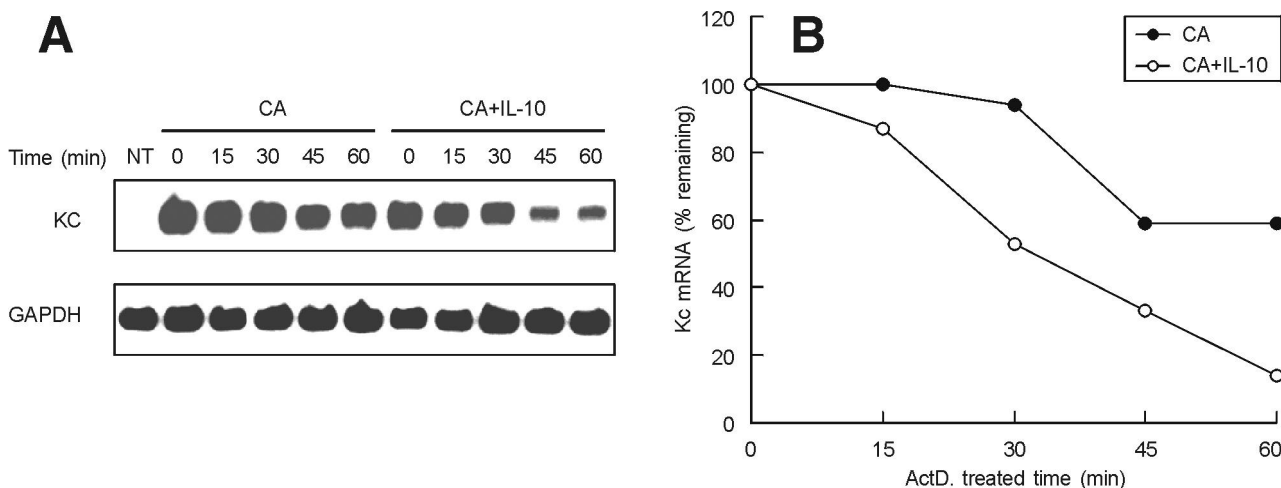 A
CA CA+IL-10
Time (min) NT 0 15 30 45 60 0 15 30 45 60
KC
GAPDH
B
CA
CA+IL-10
Kc mRNA (% remaining)
120
100
80
60
40
20
0
0 15 30 45 60
ActD. treated time (min)